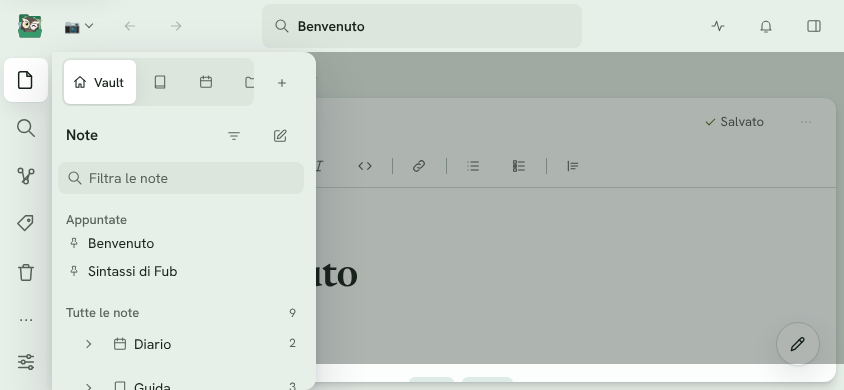 Benvenuto
Vault
Note
Salvato
Filtra le note
Appuntate
Benvenuto
Sintassi di Fub
uto
Tutte le note 9
Diario 2
Guida 3